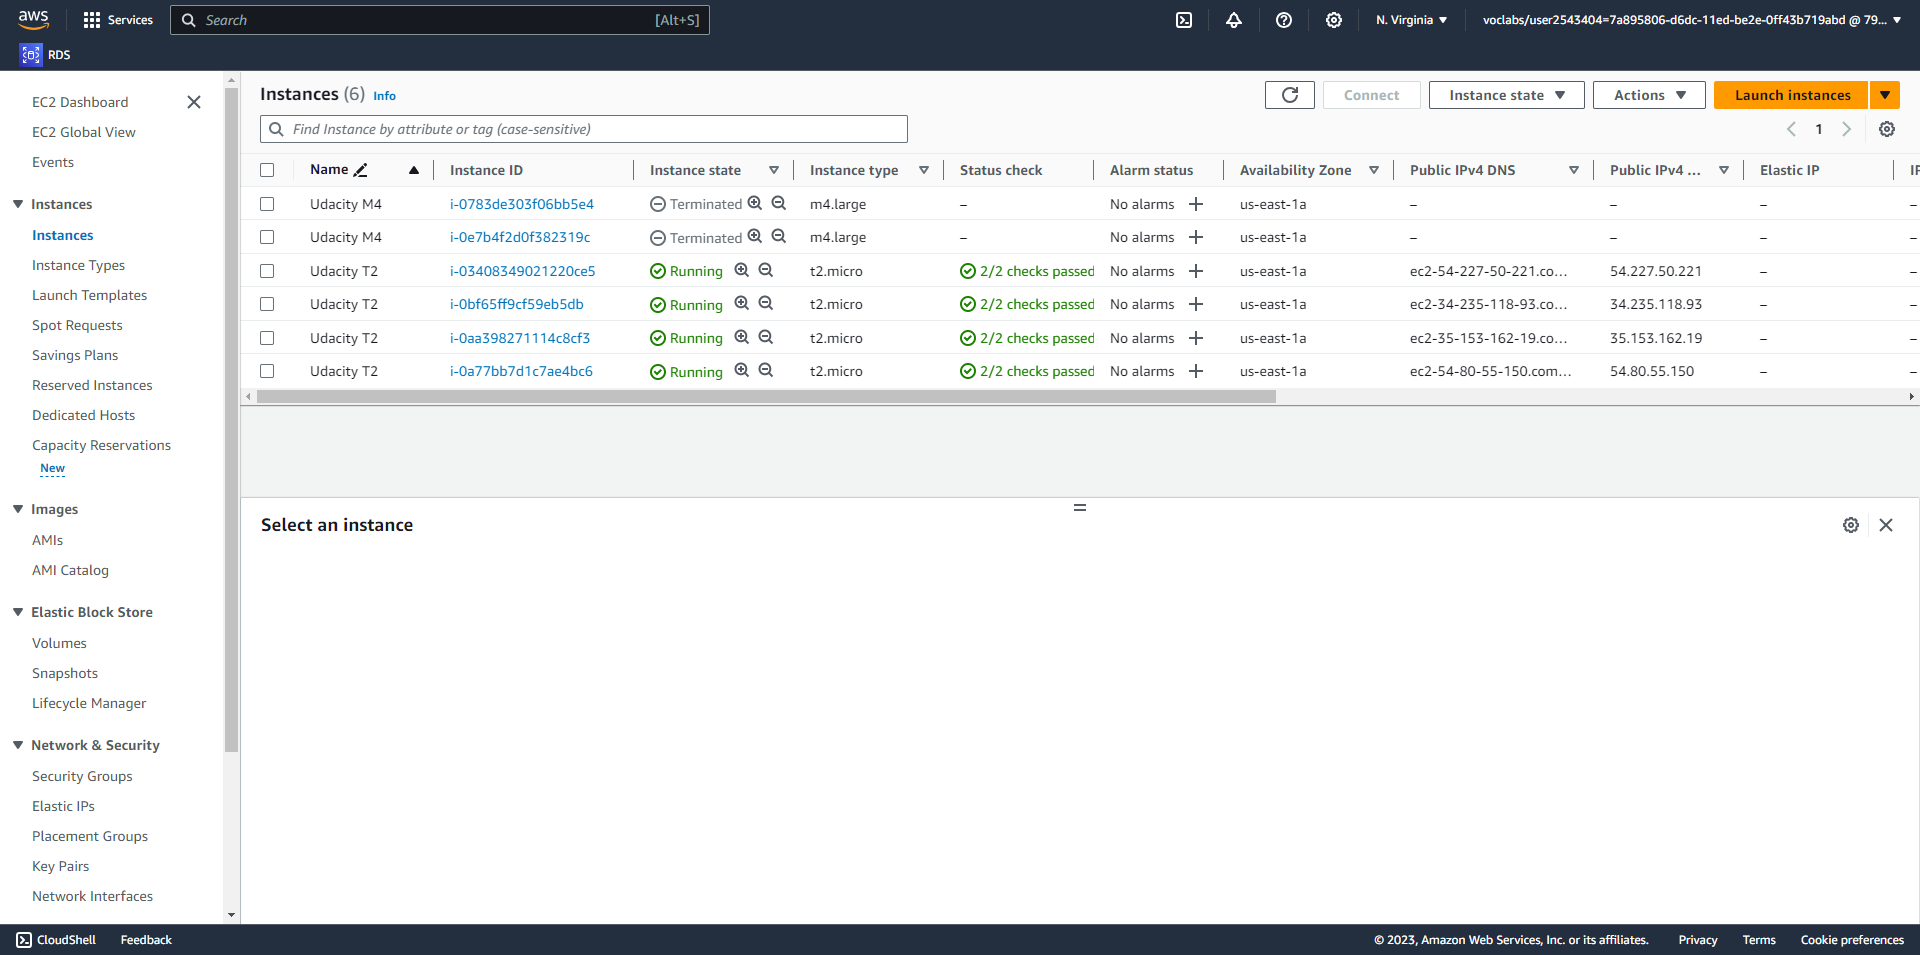 aws Services Search [Alt+S] N. Virginia voclabs/user2543404=7a895806-d6dc-11ed-be2e-0ff43b719abd @ 79...
RDS
EC2 Dashboard
EC2 Global View
Events
Instances
Instances
Instance Types
Launch Templates
Spot Requests
Savings Plans
Reserved Instances
Dedicated Hosts
Capacity Reservations
New
Images
AMIs
AMI Catalog
Elastic Block Store
Volumes
Snapshots
Lifecycle Manager
Network & Security
Security Groups
Elastic IPs
Placement Groups
Key Pairs
Network Interfaces
Instances (6) Info Connect Instance state Actions Launch instances
Find Instance by attribute or tag (case-sensitive) 1
Name Instance ID Instance state Instance type Status check Alarm status Availability Zone Public IPv4 DNS Public IPv4 ... Elastic IP IP
Udacity M4 i-0783de303f06bb5e4 Terminated m4.large – No alarms us-east-1a – – – –
Udacity M4 i-0e7b4f2d0f382319c Terminated m4.large – No alarms us-east-1a – – – –
Udacity T2 i-03408349021220ce5 Running t2.micro 2/2 checks passed No alarms us-east-1a ec2-54-227-50-221.co... 54.227.50.221 – –
Udacity T2 i-0bf65ff9cf59eb5db Running t2.micro 2/2 checks passed No alarms us-east-1a ec2-34-235-118-93.co... 34.235.118.93 – –
Udacity T2 i-0aa398271114c8cf3 Running t2.micro 2/2 checks passed No alarms us-east-1a ec2-35-153-162-19.co... 35.153.162.19 – –
Udacity T2 i-0a77bb7d1c7ae4bc6 Running t2.micro 2/2 checks passed No alarms us-east-1a ec2-54-80-55-150.com... 54.80.55.150 – –
Select an instance
CloudShell Feedback © 2023, Amazon Web Services, Inc. or its affiliates. Privacy Terms Cookie preferences